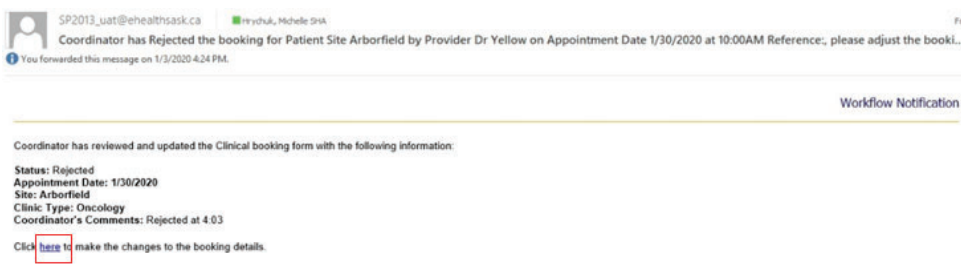 SP2013_uat@ehealthsask.ca Hrychuk, Michelle SHA
Coordinator has Rejected the booking for Patient Site Arborfield by Provider Dr Yellow on Appointment Date 1/30/2020 at 10:00AM Reference:, please adjust the booki...
You forwarded this message on 1/3/2020 4:24 PM.
Workflow Notification
Coordinator has reviewed and updated the Clinical booking form with the following information:
Status: Rejected
Appointment Date: 1/30/2020
Site: Arborfield
Clinic Type: Oncology
Coordinator's Comments: Rejected at 4:03
Click here to make the changes to the booking details.